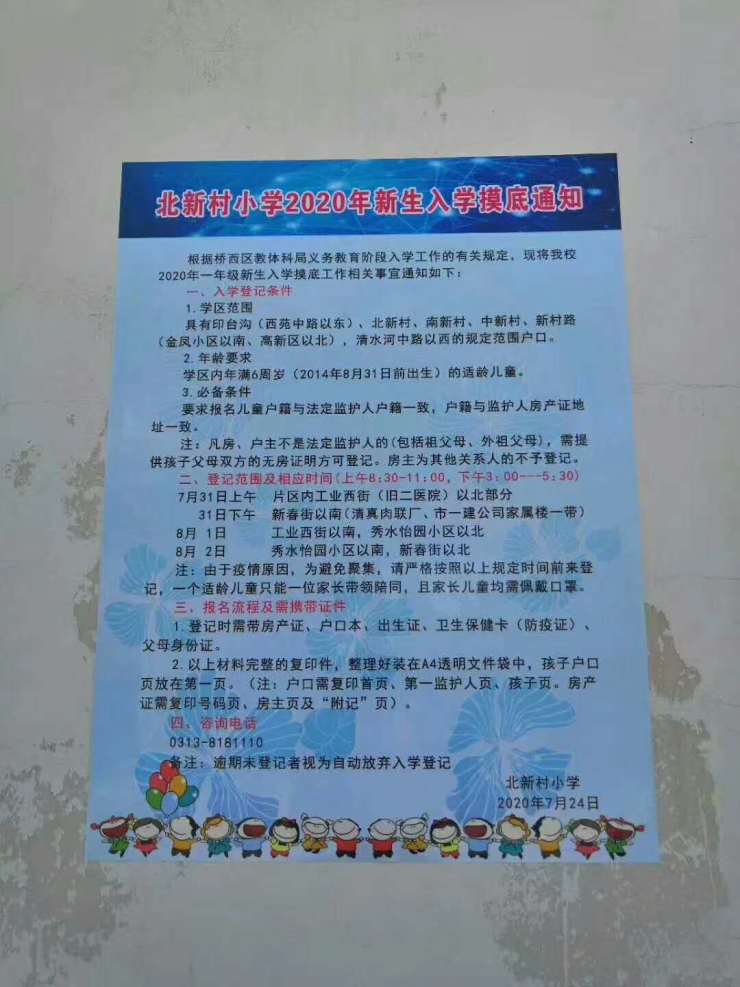 北新村小学2020年新生入学摸底通知
根据桥西区教体科局义务教育阶段入学工作的有关规定，现将我校
2020年一年级新生入学摸底工作相关事宜通知如下：
一、入学登记条件
1.学区范围
具有印台沟（西苑中路以东）、北新村、南新村、中新村、新村路
（金凤小区以南、高新区以北），清水河中路以西的规定范围户口。
2.年龄要求
学区内年满6周岁（2014年8月31日前出生）的适龄儿童。
3.必备条件
要求报名儿童户籍与法定监护人户籍一致，户籍与监护人房产证地
址一致。
注：凡房、户主不是法定监护人的(包括祖父母、外祖父母)，需提
供孩子父母双方的无房证明方可登记。房主为其他关系人的不予登记。
二、登记范围及相应时间(上午8:30-11:00，下午3:00---5:30)
7月31日上午 片区内工业西街（旧二医院）以北部分
31日下午 新春街以南(清真肉联厂、市一建公司家属楼一带)
8月 1日 工业西街以南，秀水怡园小区以北
8月 2日 秀水怡园小区以南，新春街以北
注：由于疫情原因，为避免聚集，请严格按照以上规定时间前来登
记，一个适龄儿童只能一位家长带领陪同，且家长儿童均需佩戴口罩。
三、报名流程及需携带证件
1.登记时需带房产证、户口本、出生证、卫生保健卡（防疫证）、
父母身份证。
2.以上材料完整的复印件，整理好装在A4透明文件袋中，孩子户口
页放在第一页。（注：户口需复印首页、第一监护人页、孩子页。房产
证需复印号码页、房主页及“附记”页）。
四、咨询电话
0313-8181110
备注：逾期未登记者视为自动放弃入学登记
北新村小学
2020年7月24日